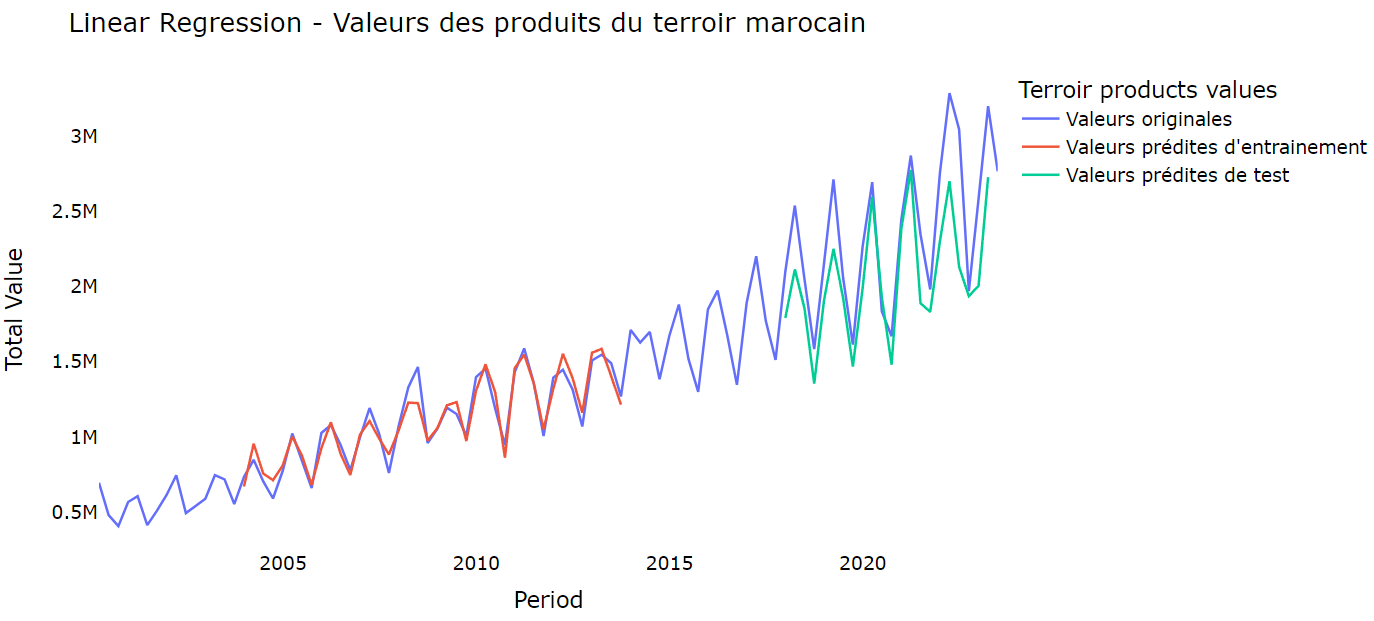 Linear Regression - Valeurs des produits du terroir marocain
Terroir products values
Valeurs originales
Valeurs prédites d'entrainement
Valeurs prédites de test
Total Value
3M
2.5M
2M
1.5M
1M
0.5M
2005
2010
2015
2020
Period